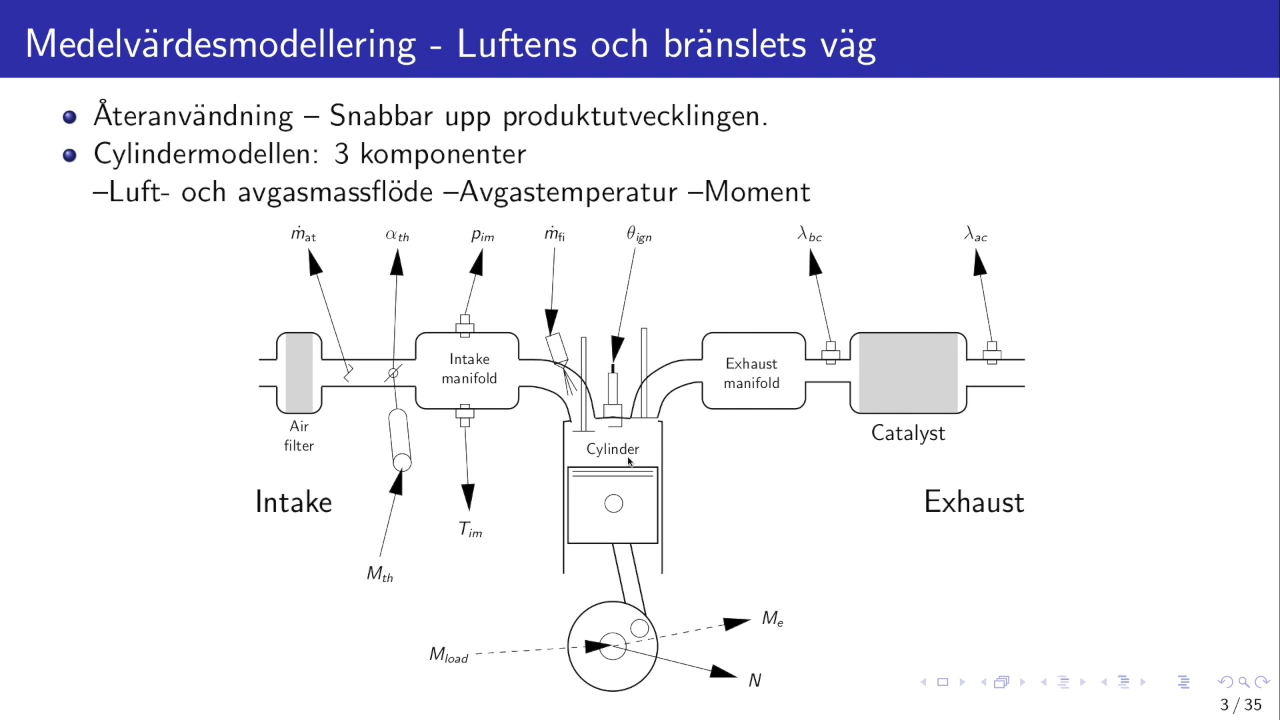 Medelvärdesmodellering - Luftens och bränslets väg
Återanvändning – Snabbar upp produktutvecklingen.
Cylindermodellen: 3 komponenter
–Luft- och avgasmassflöde –Avgastemperatur –Moment
ṁat αth pim ṁfi θign λbc λac
Intake
manifold
Exhaust
manifold
Air
filter
Catalyst
Cylinder
Intake
Exhaust
Tim
Mth
Me
Mload
N
3 / 35